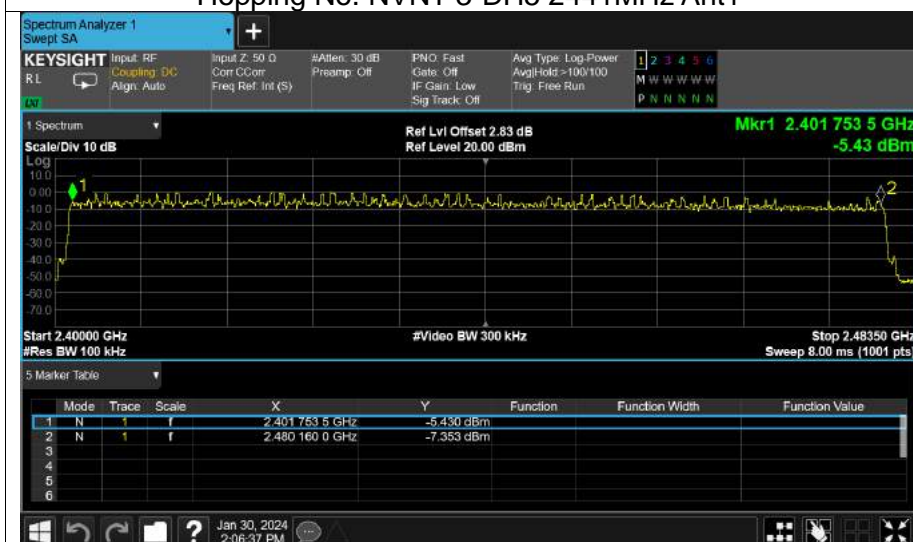 Hopping No. NVNT 3-DH5 2441MHz Ant1
Spectrum Analyzer 1
Swept SA
+
KEYSIGHT Input: RF Input Z: 50 Ω #Atten: 30 dB PNO: Fast Avg Type: Log-Power 1 2 3 4 5 6
R L Coupling: DC Corr CCorr Preamp: Off Gate: Off Avg|Hold:>100/100 M W W W W W
Align: Auto Freq Ref: Int (S) IF Gain: Low Trig: Free Run
Sig Track: Off P N N N N N
1 Spectrum Ref Lvl Offset 2.83 dB Mkr1 2.401 753 5 GHz
Scale/Div 10 dB Ref Level 20.00 dBm -5.43 dBm
Log
10.0
0.00
-10.0
-20.0
-30.0
-40.0
-50.0
-60.0
-70.0
1
2
Start 2.40000 GHz #Video BW 300 kHz Stop 2.48350 GHz
#Res BW 100 kHz Sweep 8.00 ms (1001 pts)
5 Marker Table
Mode Trace Scale X Y Function Function Width Function Value
1 N 1 f 2.401 753 5 GHz -5.430 dBm
2 N 1 f 2.480 160 0 GHz -7.353 dBm
3
4
5
6
? Jan 30, 2024
2:06:37 PM